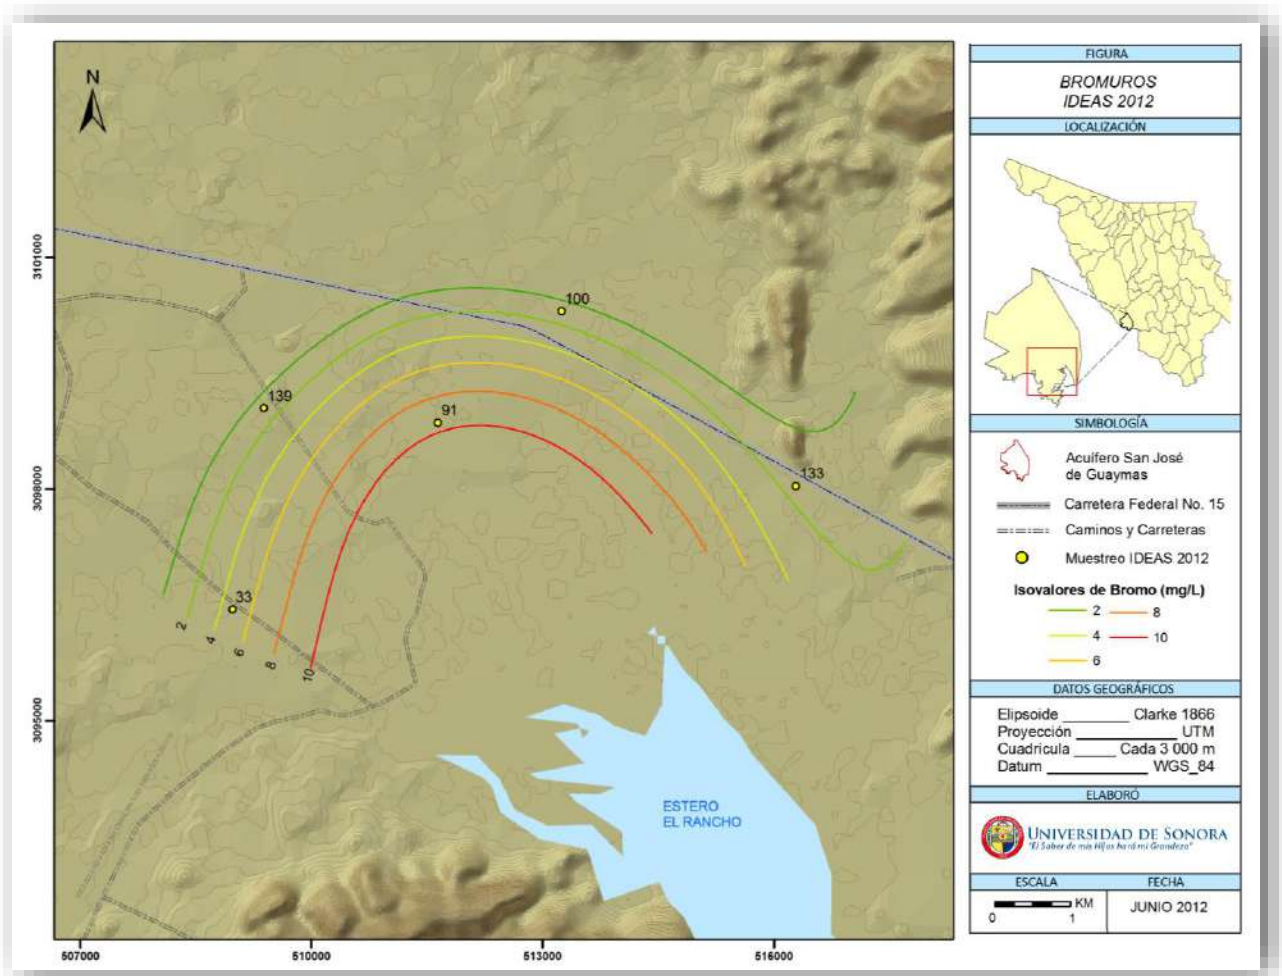 N
3101000
3098000
3095000
507000
510000
513000
516000
100
139
91
133
33
2
4
6
8
10
ESTERO
EL RANCHO
FIGURA
BROMUROS
IDEAS 2012
LOCALIZACIÓN
SIMBOLOGÍA
Acuífero San José
de Guaymas
Carretera Federal No. 15
Caminos y Carreteras
Muestreo IDEAS 2012
Isovalores de Bromo (mg/L)
2 8
4 10
6
DATOS GEOGRÁFICOS
Elipsoide Clarke 1866
Proyección UTM
Cuadricula Cada 3 000 m
Datum WGS_84
ELABORÓ
UNIVERSIDAD DE SONORA
"El Saber de mis Hijos hará mi Grandeza"
ESCALA
KM
0 1
FECHA
JUNIO 2012